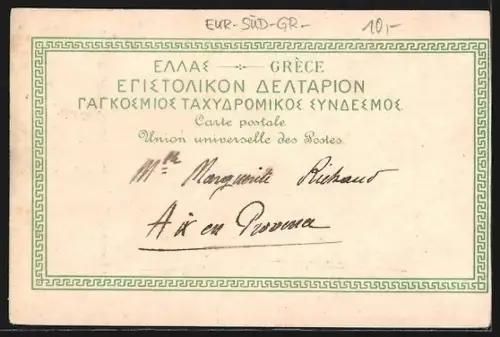 EUR-SÜD-GR- 10,-
ΕΛΛΑΣ GRÈCE
ΕΠΙΣΤΟΛΙΚΟΝ ΔΕΛΤΑΡΙΟΝ
ΠΑΓΚΟΣΜΙΟΣ ΤΑΧΥΔΡΟΜΙΚΟΣ ΣΥΝΔΕΣΜΟΣ
Carte postale
Union universelle des Postes.
Mlle Marguerite Richaud
Aix en Provence